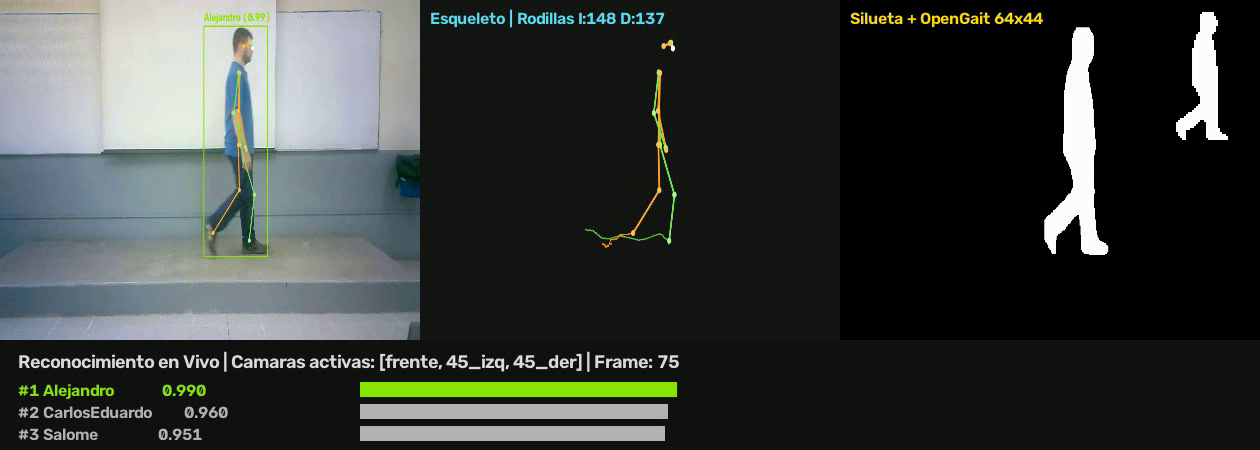 Alejandro (0.99)
Esqueleto | Rodillas I:148 D:137
Silueta + OpenGait 64x44
Reconocimiento en Vivo | Camaras activas: [frente, 45_izq, 45_der] | Frame: 75
#1 Alejandro 0.990
#2 CarlosEduardo 0.960
#3 Salome 0.951